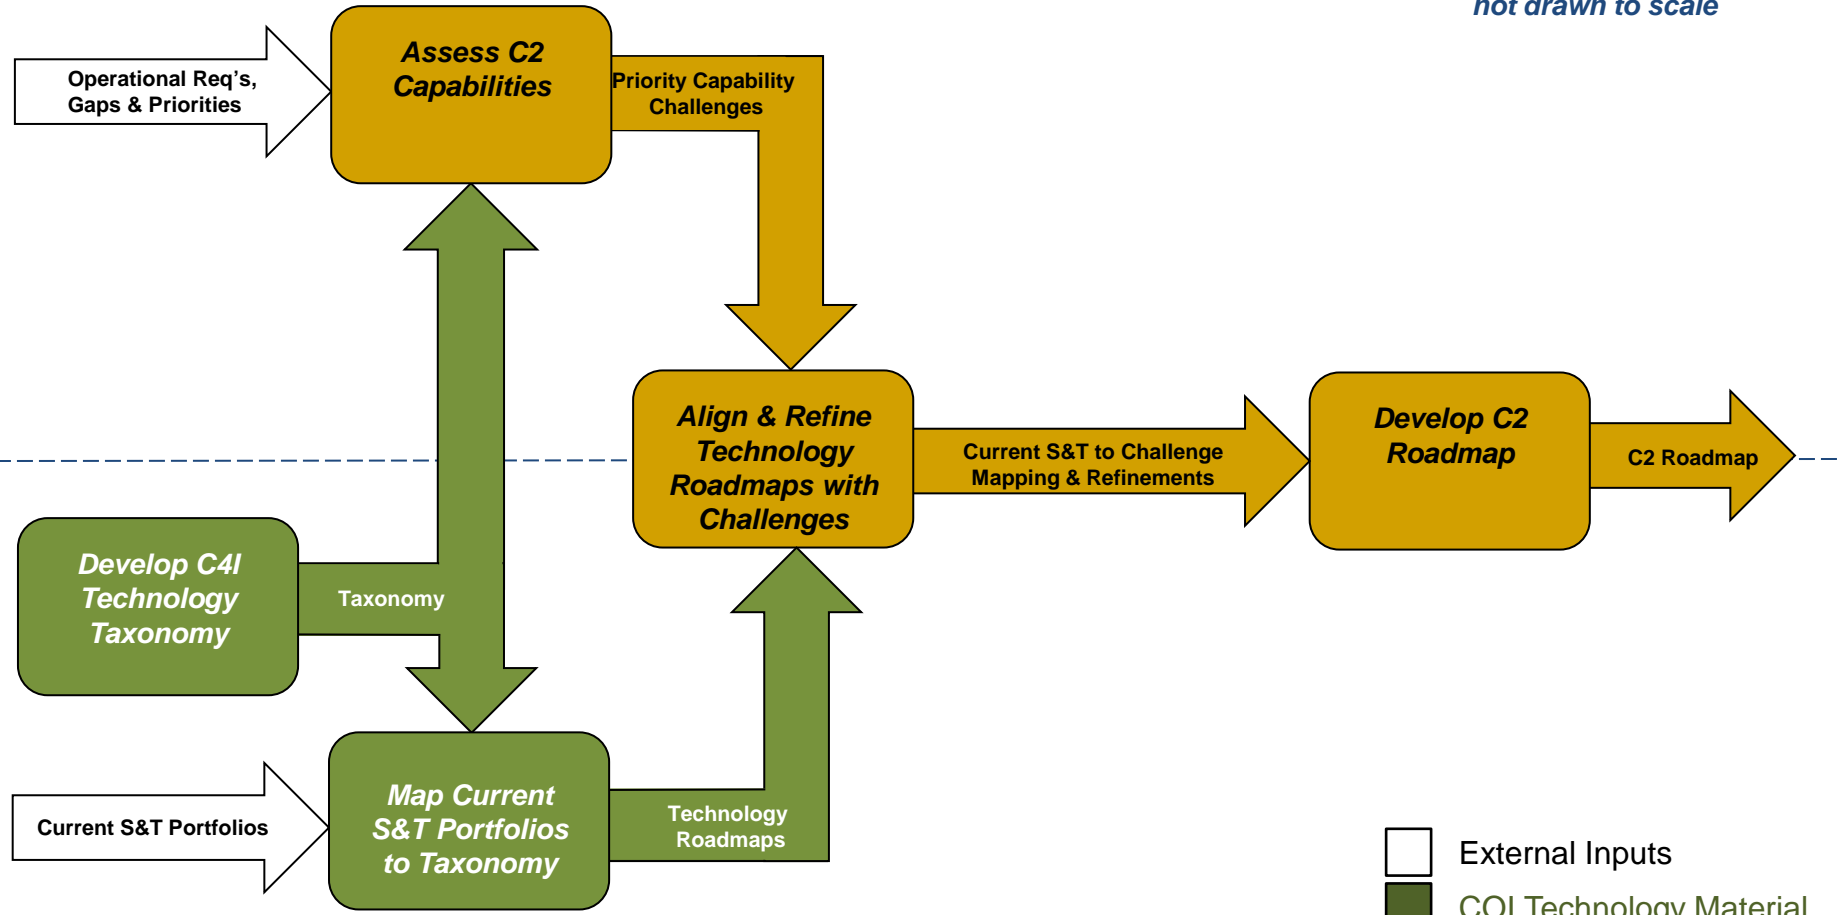 not drawn to scale
Assess C2
Capabilities
Operational Req's,
Gaps & Priorities
Priority Capability
Challenges
Align & Refine
Technology
Roadmaps with
Challenges
Current S&T to Challenge
Mapping & Refinements
Develop C2
Roadmap
C2 Roadmap
Develop C4I
Technology
Taxonomy
Taxonomy
Map Current
S&T Portfolios
to Taxonomy
Current S&T Portfolios
Technology
Roadmaps
External Inputs
COI Technology Material